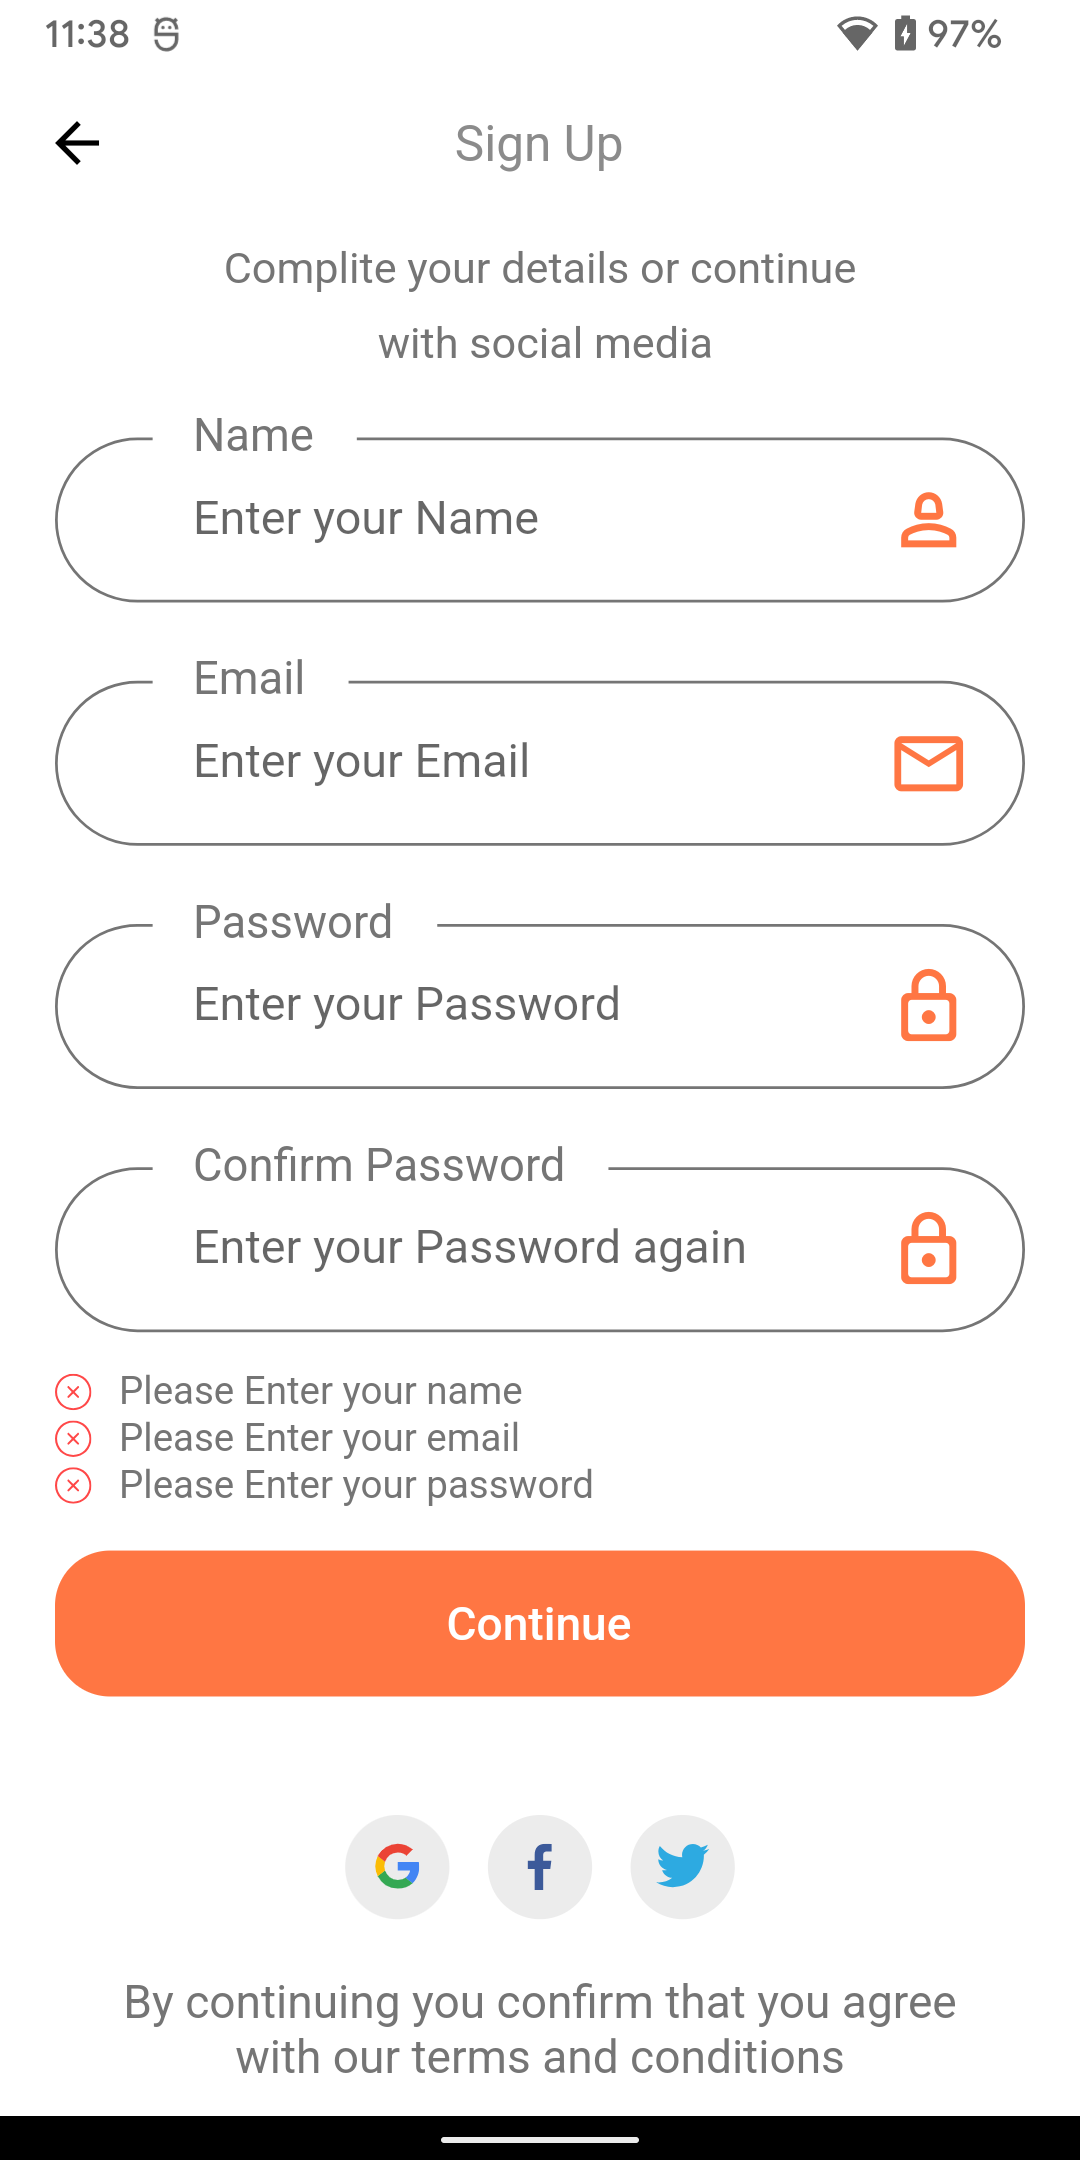 11:38
97%
Sign Up
Complite your details or continue
with social media
Name
Enter your Name
Email
Enter your Email
Password
Enter your Password
Confirm Password
Enter your Password again
Please Enter your name
Please Enter your email
Please Enter your password
Continue
By continuing you confirm that you agree
with our terms and conditions